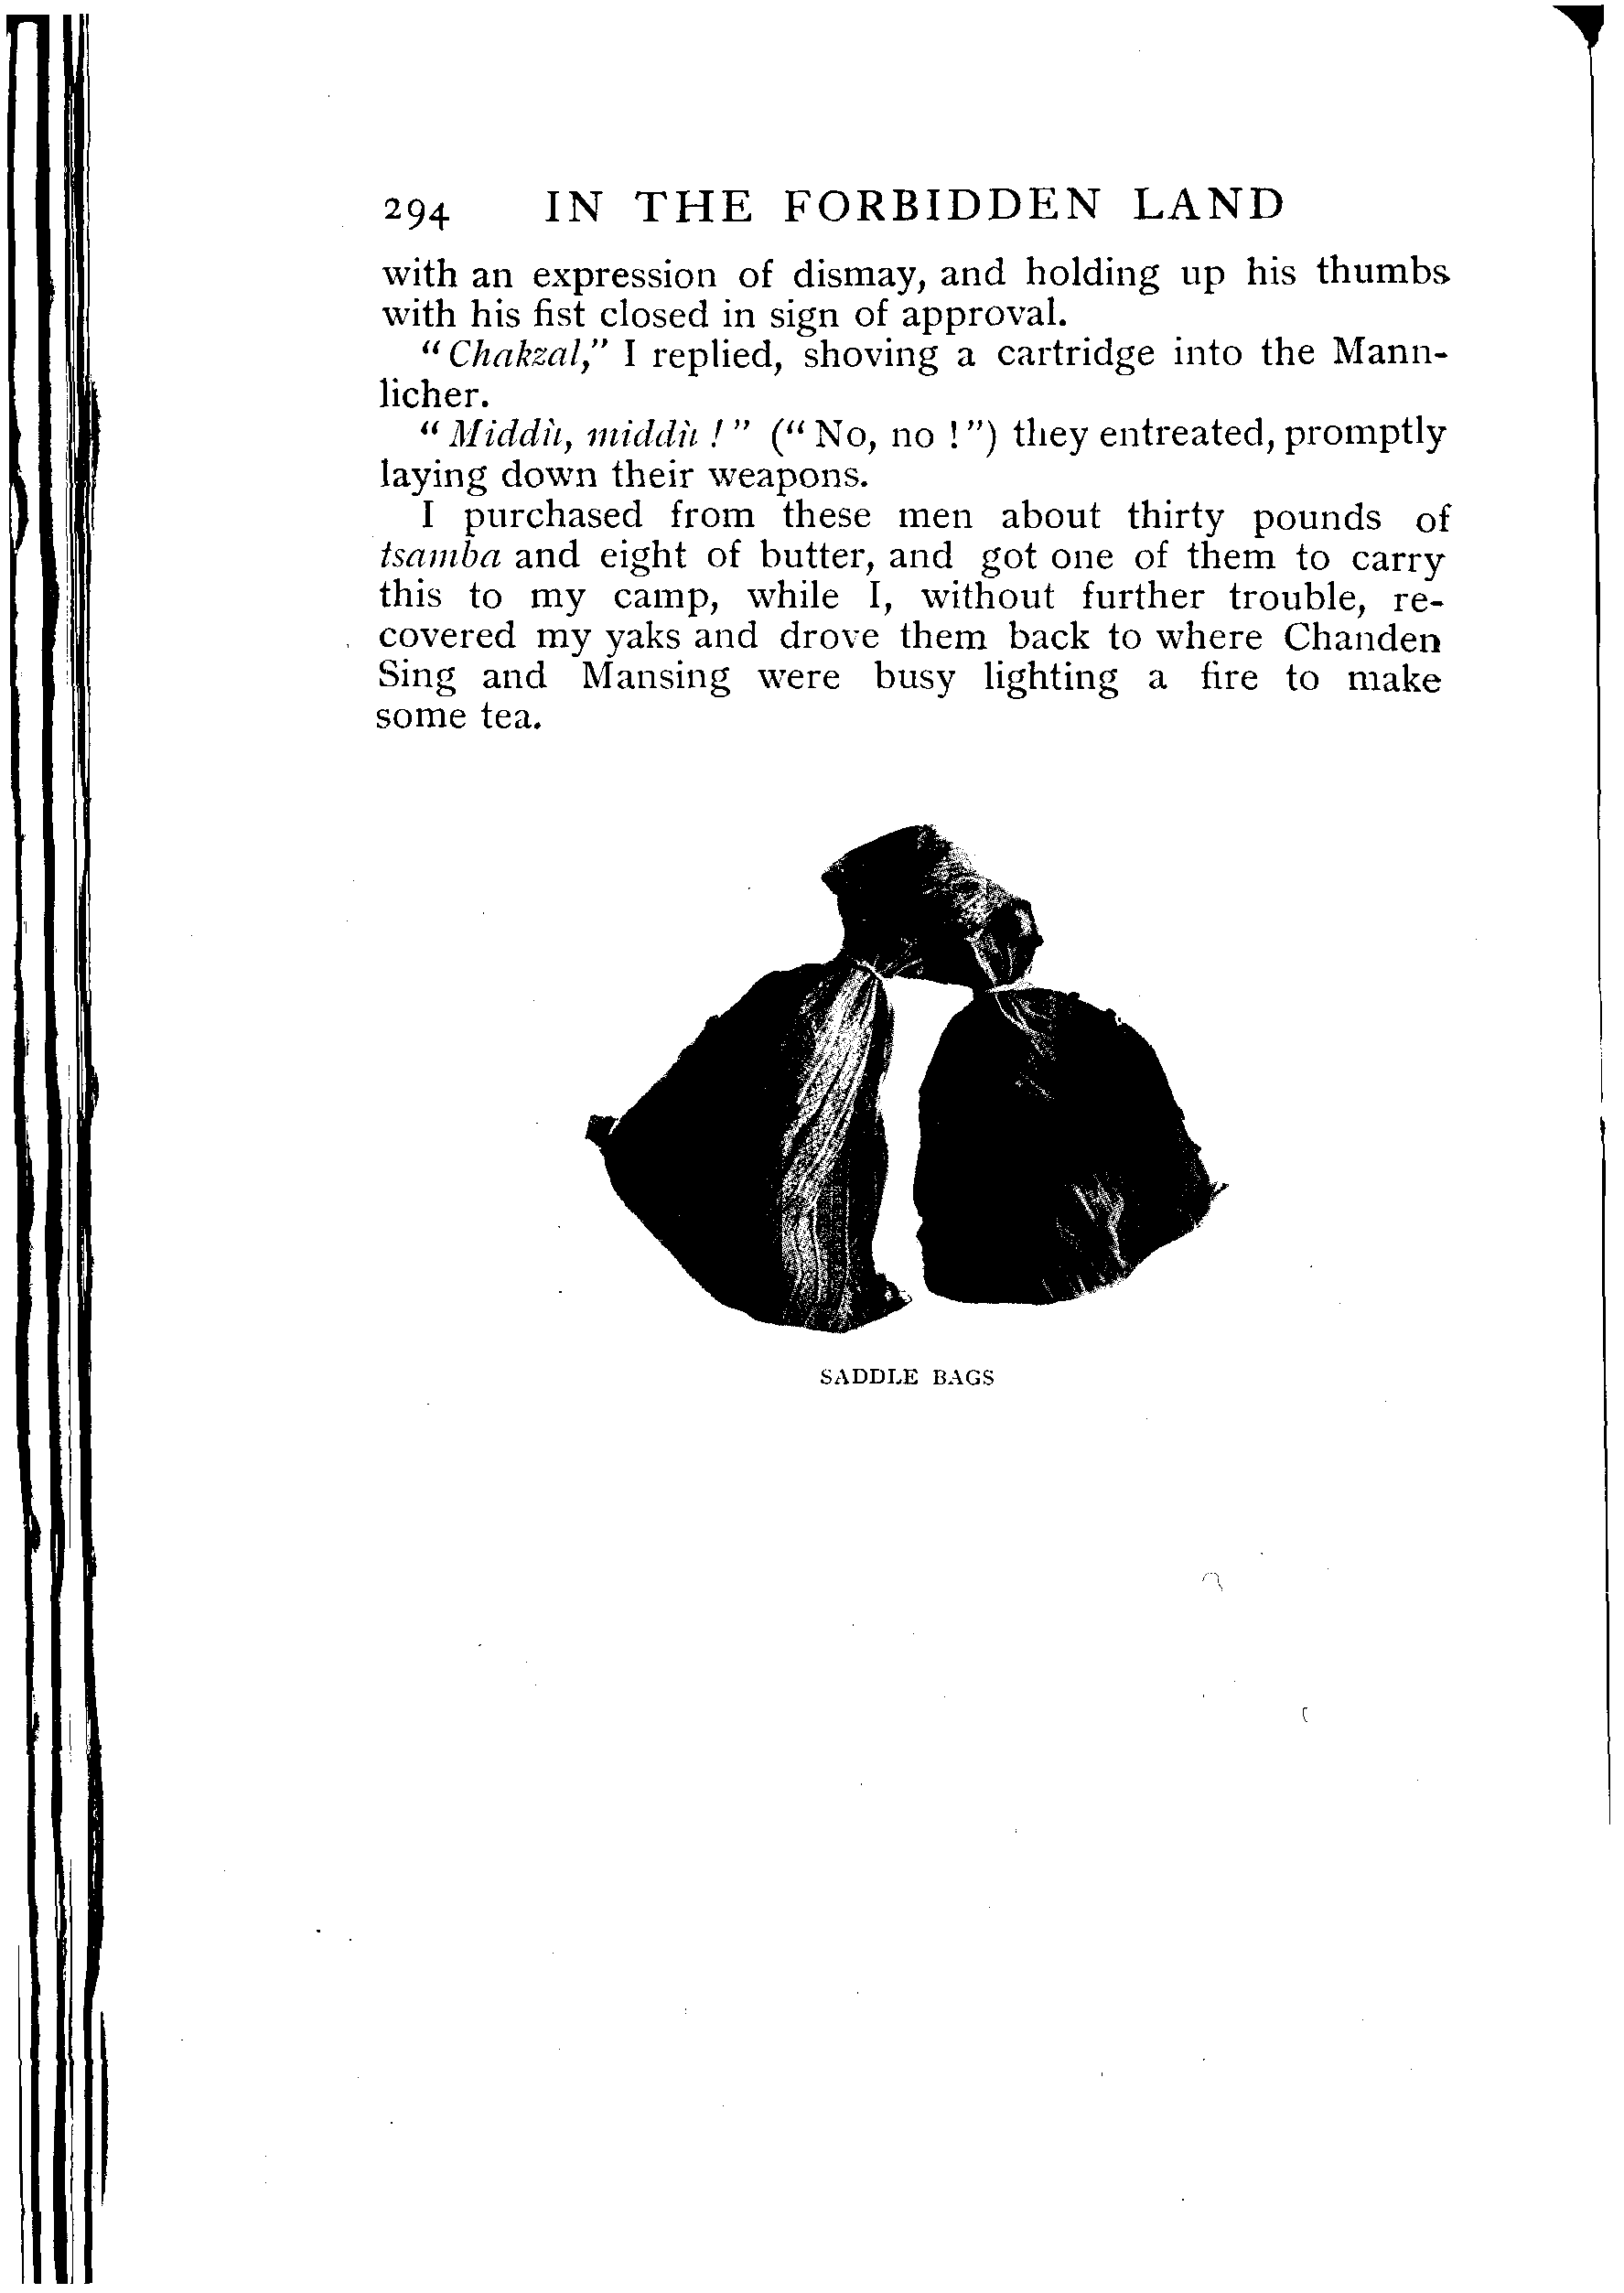 294 IN THE FORBIDDEN LAND
with an expression of dismay, and holding up his thumbs
with his fist closed in sign of approval.
"Chakzal," I replied, shoving a cartridge into the Mann-
licher.
"Middù, middù!" ("No, no!") they entreated, promptly
laying down their weapons.
I purchased from these men about thirty pounds of
tsamba and eight of butter, and got one of them to carry
this to my camp, while I, without further trouble, re-
covered my yaks and drove them back to where Chanden
Sing and Mansing were busy lighting a fire to make
some tea.
SADDLE BAGS